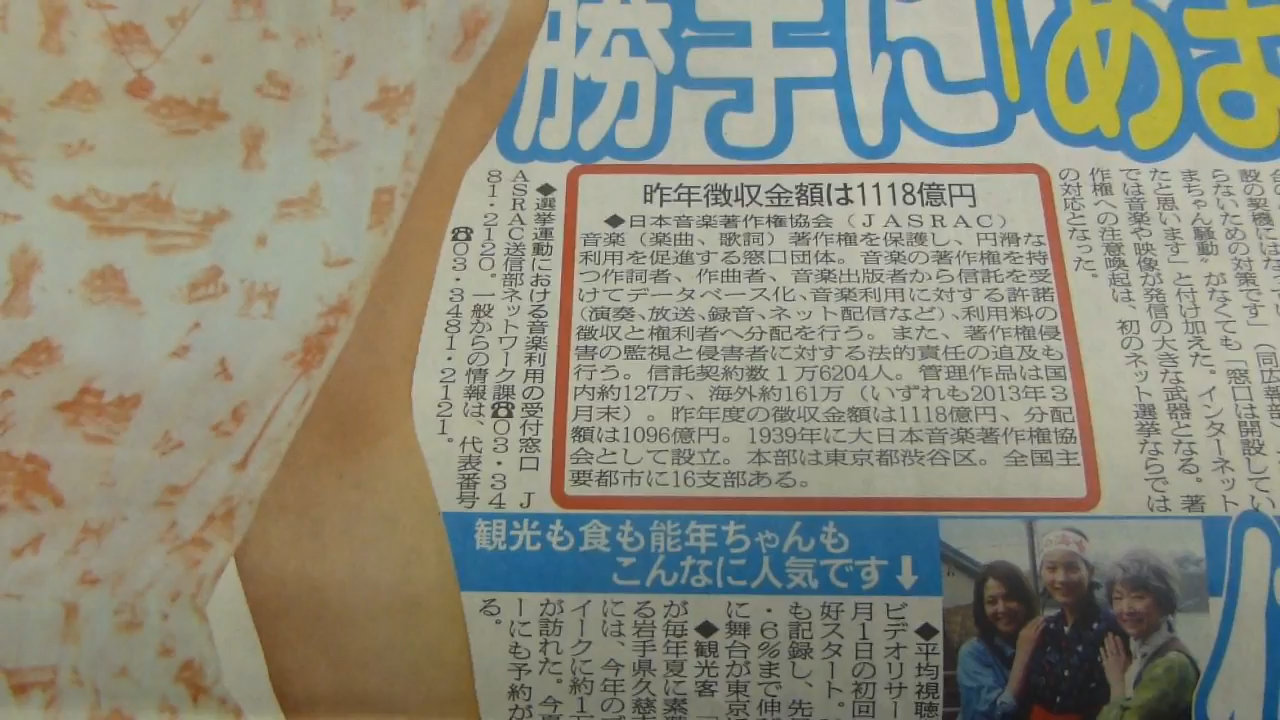 勝手に「あま
の対応となった。
作権への注意喚起は、初のネット選挙ならでは
では音楽や映像が発信の大きな武器となる。著
たと思います」と付け加えた。インターネット
まちゃん騒動〟がなくても「窓口は開設してい
らないための対策です」(同広報部)
設の契機にはな
昨年徴収金額は1118億円
◆日本音楽著作権協会(JASRAC)
音楽(楽曲、歌詞)著作権を保護し、円滑な
利用を促進する窓口団体。音楽の著作権を持
つ作詞者、作曲者、音楽出版者から信託を受
けてデータベース化、音楽利用に対する許諾
(演奏、放送、録音、ネット配信など)、利用料の
徴収と権利者へ分配を行う。また、著作権侵
害の監視と侵害者に対する法的責任の追及も
行う。信託契約数1万6204人。管理作品は国
内約127万、海外約161万(いずれも2013年3
月末)。昨年度の徴収金額は1118億円、分配
額は1096億円。1939年に大日本音楽著作権協
会として設立。本部は東京都渋谷区。全国主
要都市に16支部ある。
◆選挙運動における音楽利用の受付窓口 J
ASRAC送信部ネットワーク課☎03・34
81・2120。一般からの情報は、代表番号
☎03・3481・2121。
観光も食も能年ちゃんも
こんなに人気です↓
◆平均視聴
ビデオリサー
月1日の初回
好スタート。
も記録し、先
・6%まで伸
に舞台が東京
◆観光客
が毎年夏に素
る岩手県久慈
には、今年の
イークに約1
が訪れた。今
ーにも予約が
る。